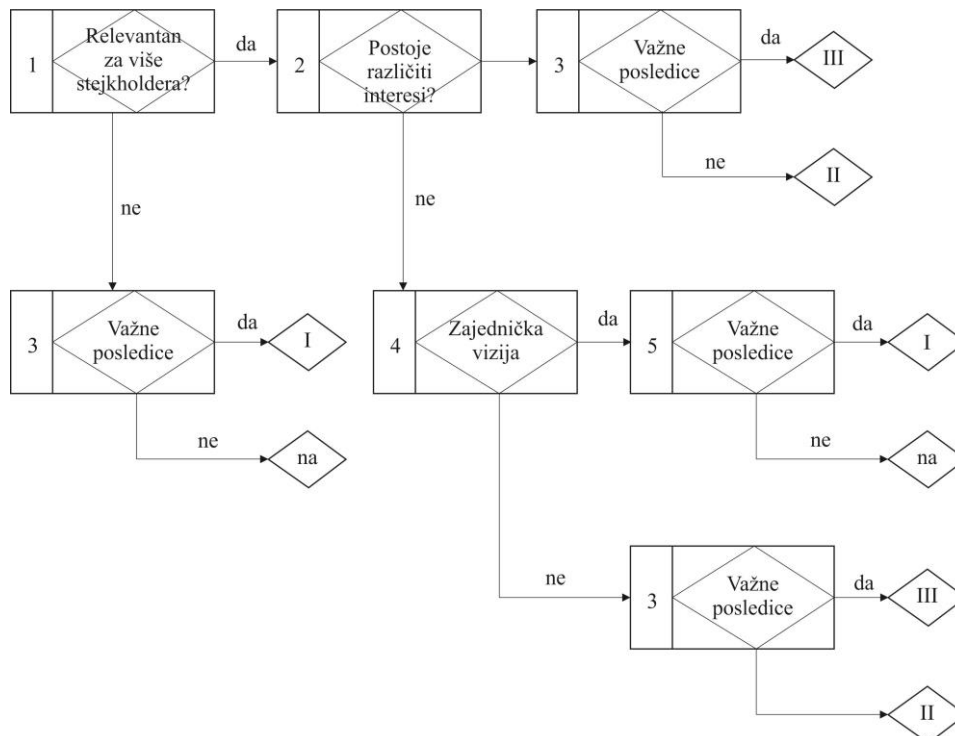 1
Relevantan
za više
stejkholdera?
da
2
Postoje
različiti
interesi?
3
Važne
posledice
da
III
ne
II
ne
ne
3
Važne
posledice
da
I
ne
na
4
Zajednička
vizija
da
5
Važne
posledice
da
I
ne
na
ne
3
Važne
posledice
da
III
II